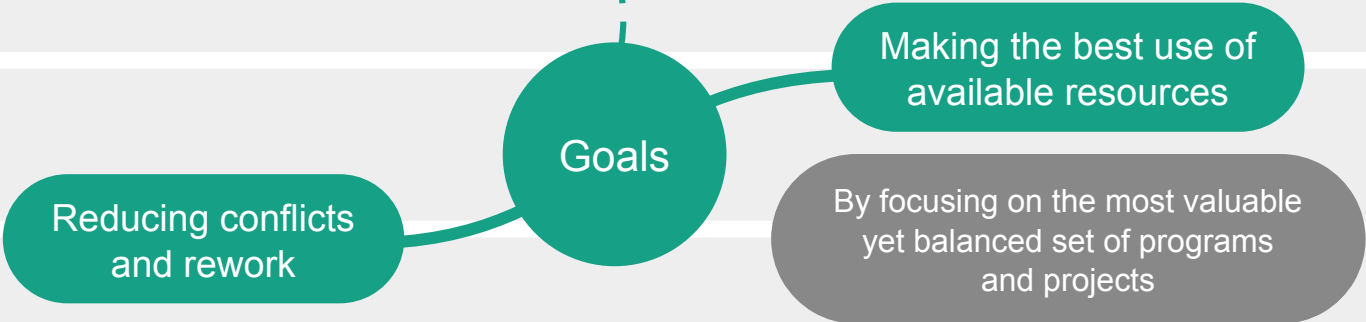 Making the best use of
available resources
Goals
Reducing conflicts
and rework
By focusing on the most valuable
yet balanced set of programs
and projects